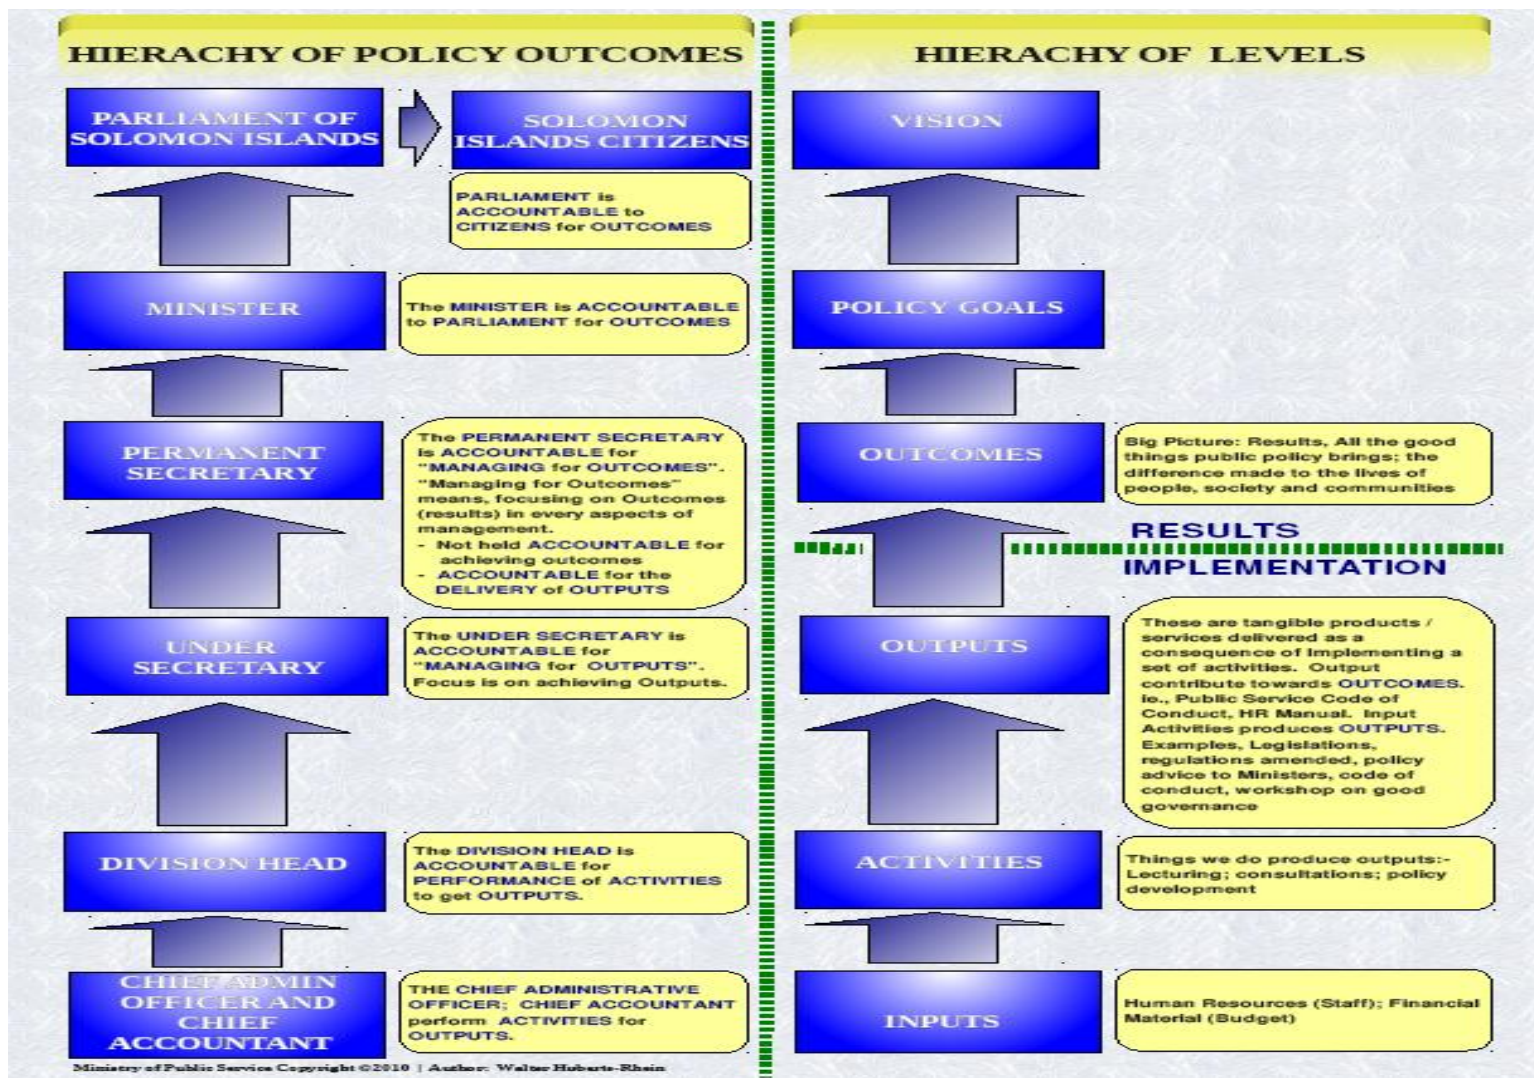 HIERACHY OF POLICY OUTCOMES
PARLIAMENT OF
SOLOMON ISLANDS
SOLOMON
ISLANDS CITIZENS
PARLIAMENT is
ACCOUNTABLE to
CITIZENS for OUTCOMES
MINISTER
The MINISTER is ACCOUNTABLE
to PARLIAMENT for OUTCOMES
PERMANENT
SECRETARY
The PERMANENT SECRETARY
is ACCOUNTABLE for
"MANAGING for OUTCOMES".
"Managing for Outcomes"
means, focusing on Outcomes
(results) in every aspects of
management.
- Not held ACCOUNTABLE for
achieving outcomes
- ACCOUNTABLE for the
DELIVERY of OUTPUTS
UNDER
SECRETARY
The UNDER SECRETARY is
ACCOUNTABLE for
"MANAGING for OUTPUTS".
Focus is on achieving Outputs.
DIVISION HEAD
The DIVISION HEAD is
ACCOUNTABLE for
PERFORMANCE of ACTIVITIES
to get OUTPUTS.
CHIEF ADMIN
OFFICER AND
CHIEF
ACCOUNTANT
THE CHIEF ADMINISTRATIVE
OFFICER; CHIEF ACCOUNTANT
perform ACTIVITIES for
OUTPUTS.
Ministry of Public Service Copyright ©2010 | Author: Walter Huberts-Rhein
HIERACHY OF LEVELS
VISION
POLICY GOALS
OUTCOMES
Big Picture: Results, All the good
things public policy brings; the
difference made to the lives of
people, society and communities
RESULTS
IMPLEMENTATION
OUTPUTS
These are tangible products /
services delivered as a
consequence of Implementing a
set of activities. Output
contribute towards OUTCOMES.
ie., Public Service Code of
Conduct, HR Manual. Input
Activities produces OUTPUTS.
Examples, Legislations,
regulations amended, policy
advice to Ministers, code of
conduct, workshop on good
governance
ACTIVITIES
Things we do produce outputs:-
Lecturing; consultations; policy
development
INPUTS
Human Resources (Staff); Financial
Material (Budget)